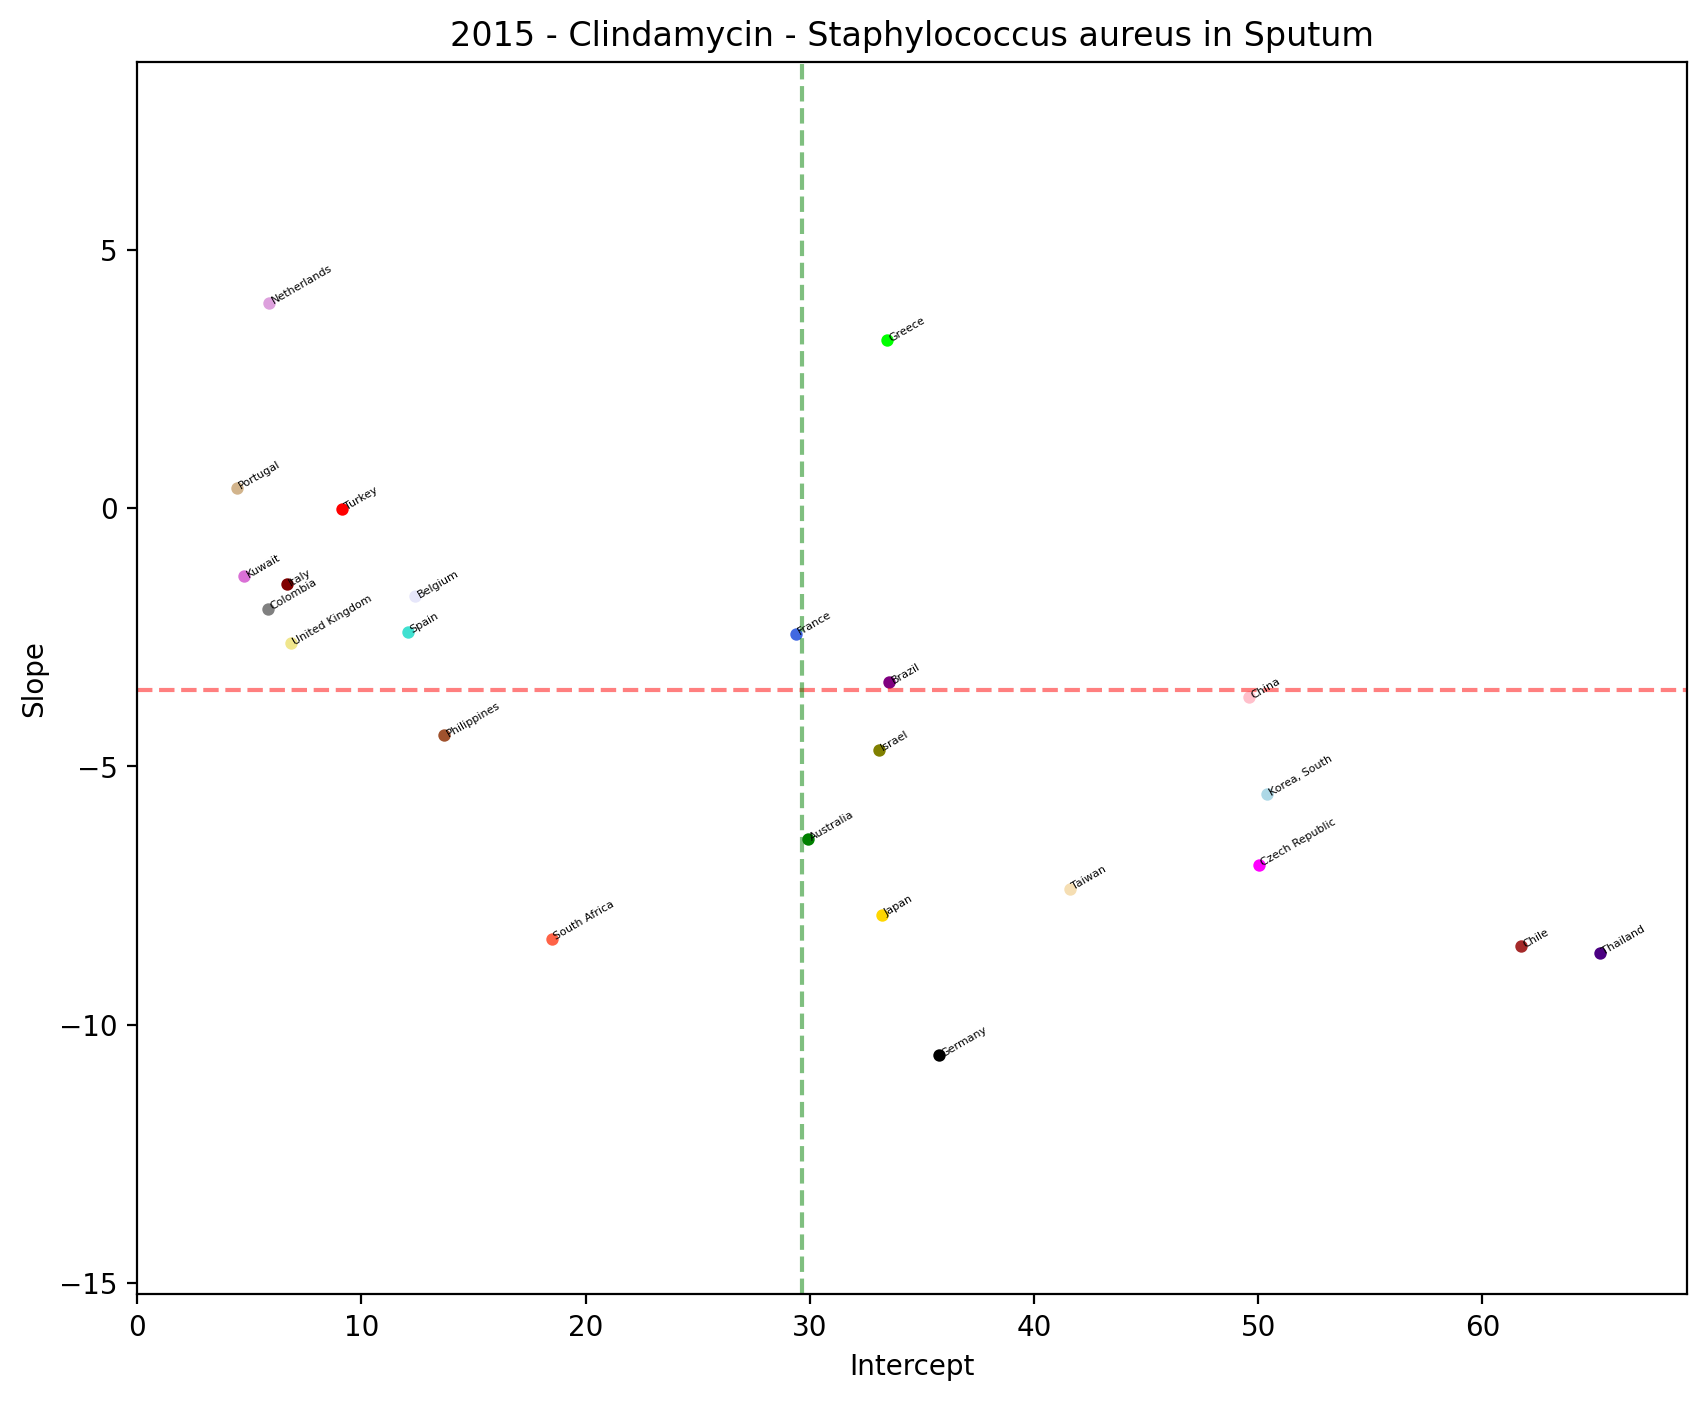 2015 - Clindamycin - Staphylococcus aureus in Sputum
Slope
5
0
−5
−10
−15
Netherlands
Greece
Portugal
Turkey
Kuwait
Italy
Colombia
Belgium
United Kingdom
Spain
France
Brazil
China
Philippines
Israel
Korea, South
Australia
Czech Republic
Taiwan
Japan
South Africa
Chile
Thailand
Germany
0 10 20 30 40 50 60
Intercept